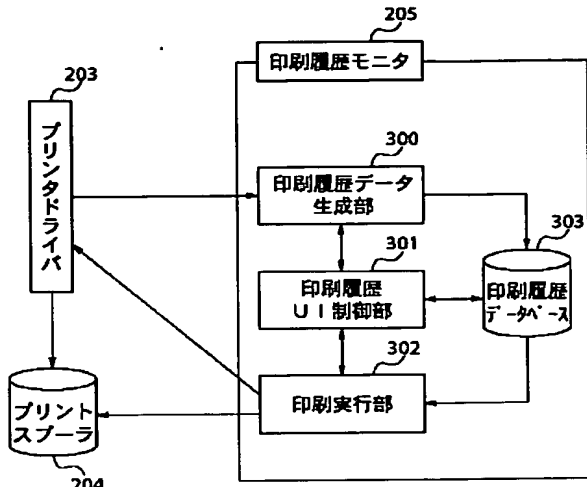 205
印刷履歴モニタ
203
プリンタドライバ
300
印刷履歴データ
生成部
301
印刷履歴
UI制御部
303
印刷履歴
データベース
302
印刷実行部
プリント
スプーラ
204